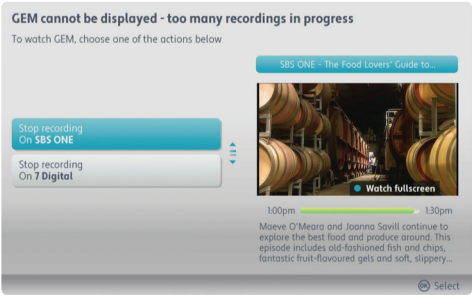 GEM cannot be displayed - too many recordings in progress
To watch GEM, choose one of the actions below
SBS ONE - The Food Lovers' Guide to...
Stop recording
On SBS ONE
Stop recording
On 7 Digital
Watch fullscreen
1:00pm 1:30pm
Maeve O'Meara and Joanna Savill continue to
explore the best food and produce around. This
episode includes old-fashioned fish and chips,
fantastic fruit-flavoured gels and soft, slippery...
OK Select